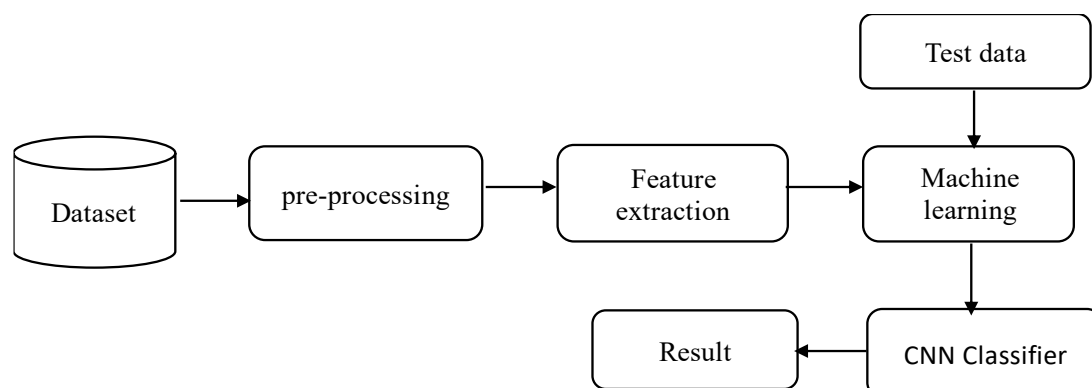 Test data
Dataset
pre-processing
Feature
extraction
Machine
learning
Result
CNN Classifier